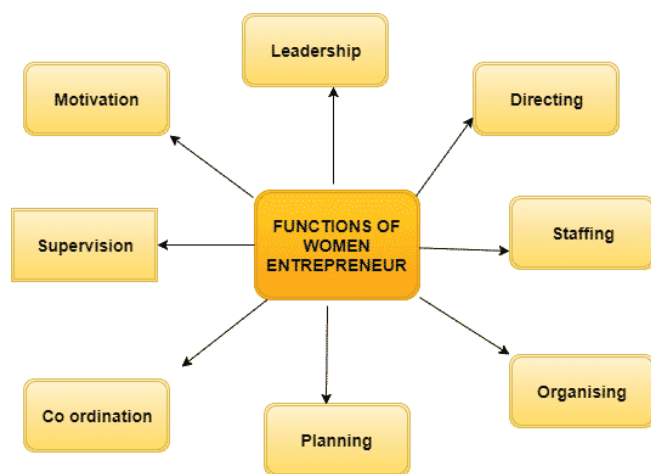 Leadership
Motivation
Directing
FUNCTIONS OF
WOMEN
ENTREPRENEUR
Supervision
Staffing
Co ordination
Planning
Organising